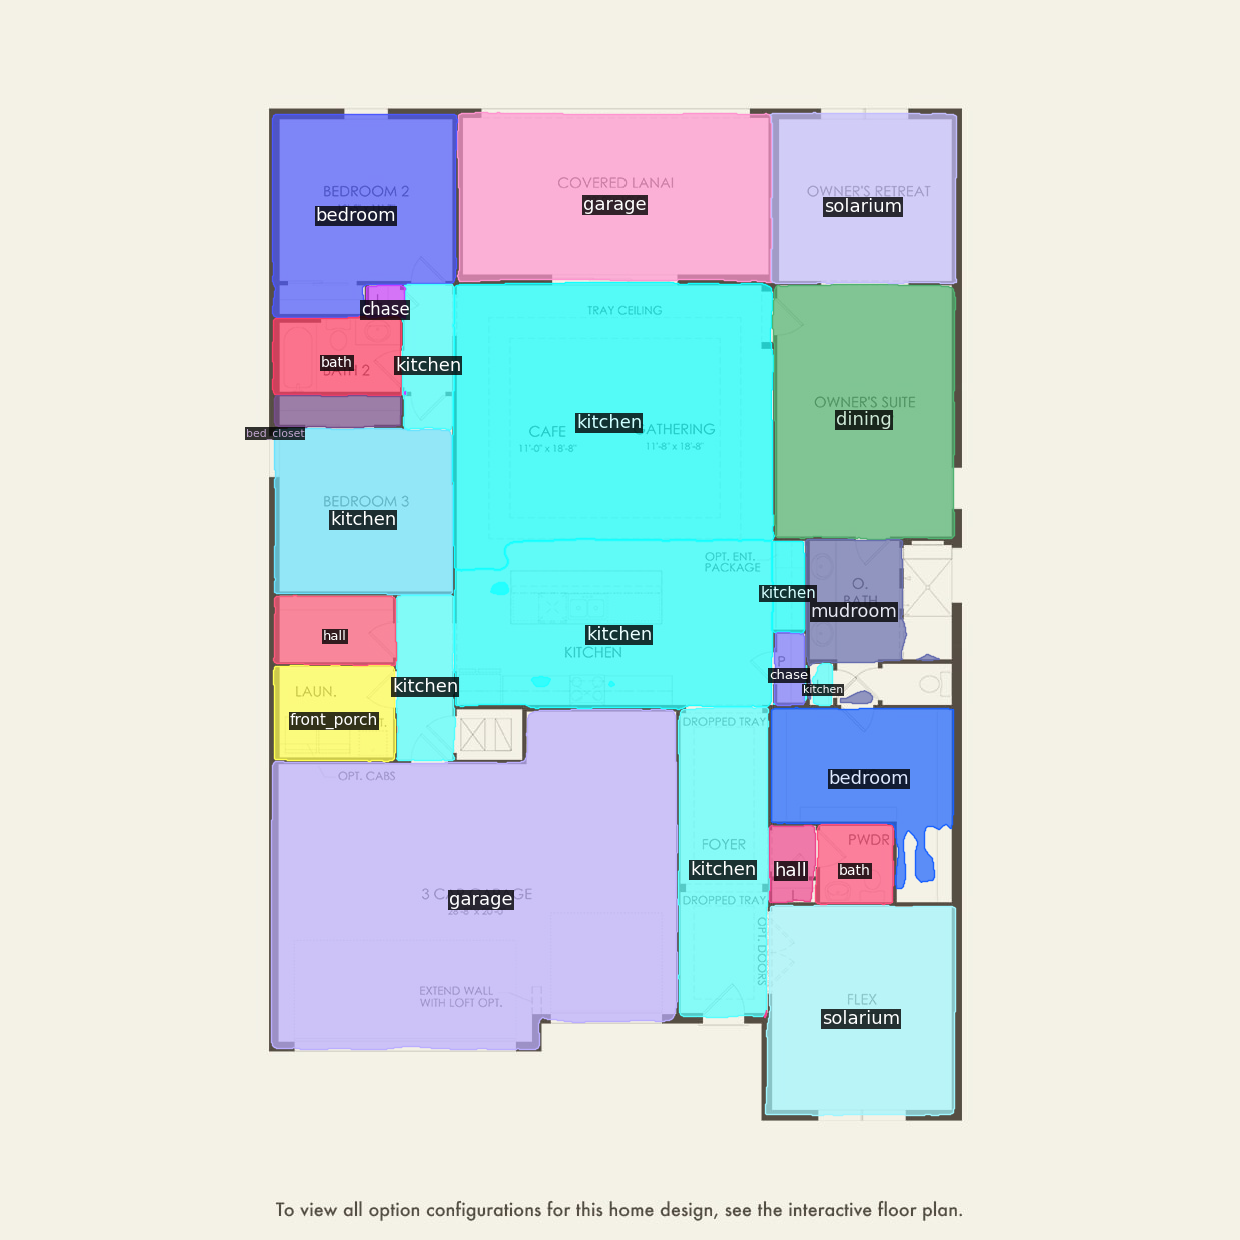 COVERED LANAI
garage
BEDROOM 2
bedroom
OWNER'S RETREAT
solarium
chase
TRAY CEILING
bath
BATH 2
kitchen
OWNER'S SUITE
dining
kitchen
CAFE
11'-0" x 18'-8"
GATHERING
11'-8" x 18'-8"
bed_closet
BEDROOM 3
kitchen
OPT. ENT.
PACKAGE
kitchen
O.
BATH
mudroom
hall
kitchen
KITCHEN
P
chase
kitchen
kitchen
LAUN.
front_porch
DROPPED TRAY
OPT. CABS
bedroom
FOYER
kitchen
PWDR
hall
bath
garage
DROPPED TRAY
OPT. DOORS
EXTEND WALL
WITH LOFT OPT.
FLEX
solarium
To view all option configurations for this home design, see the interactive floor plan.